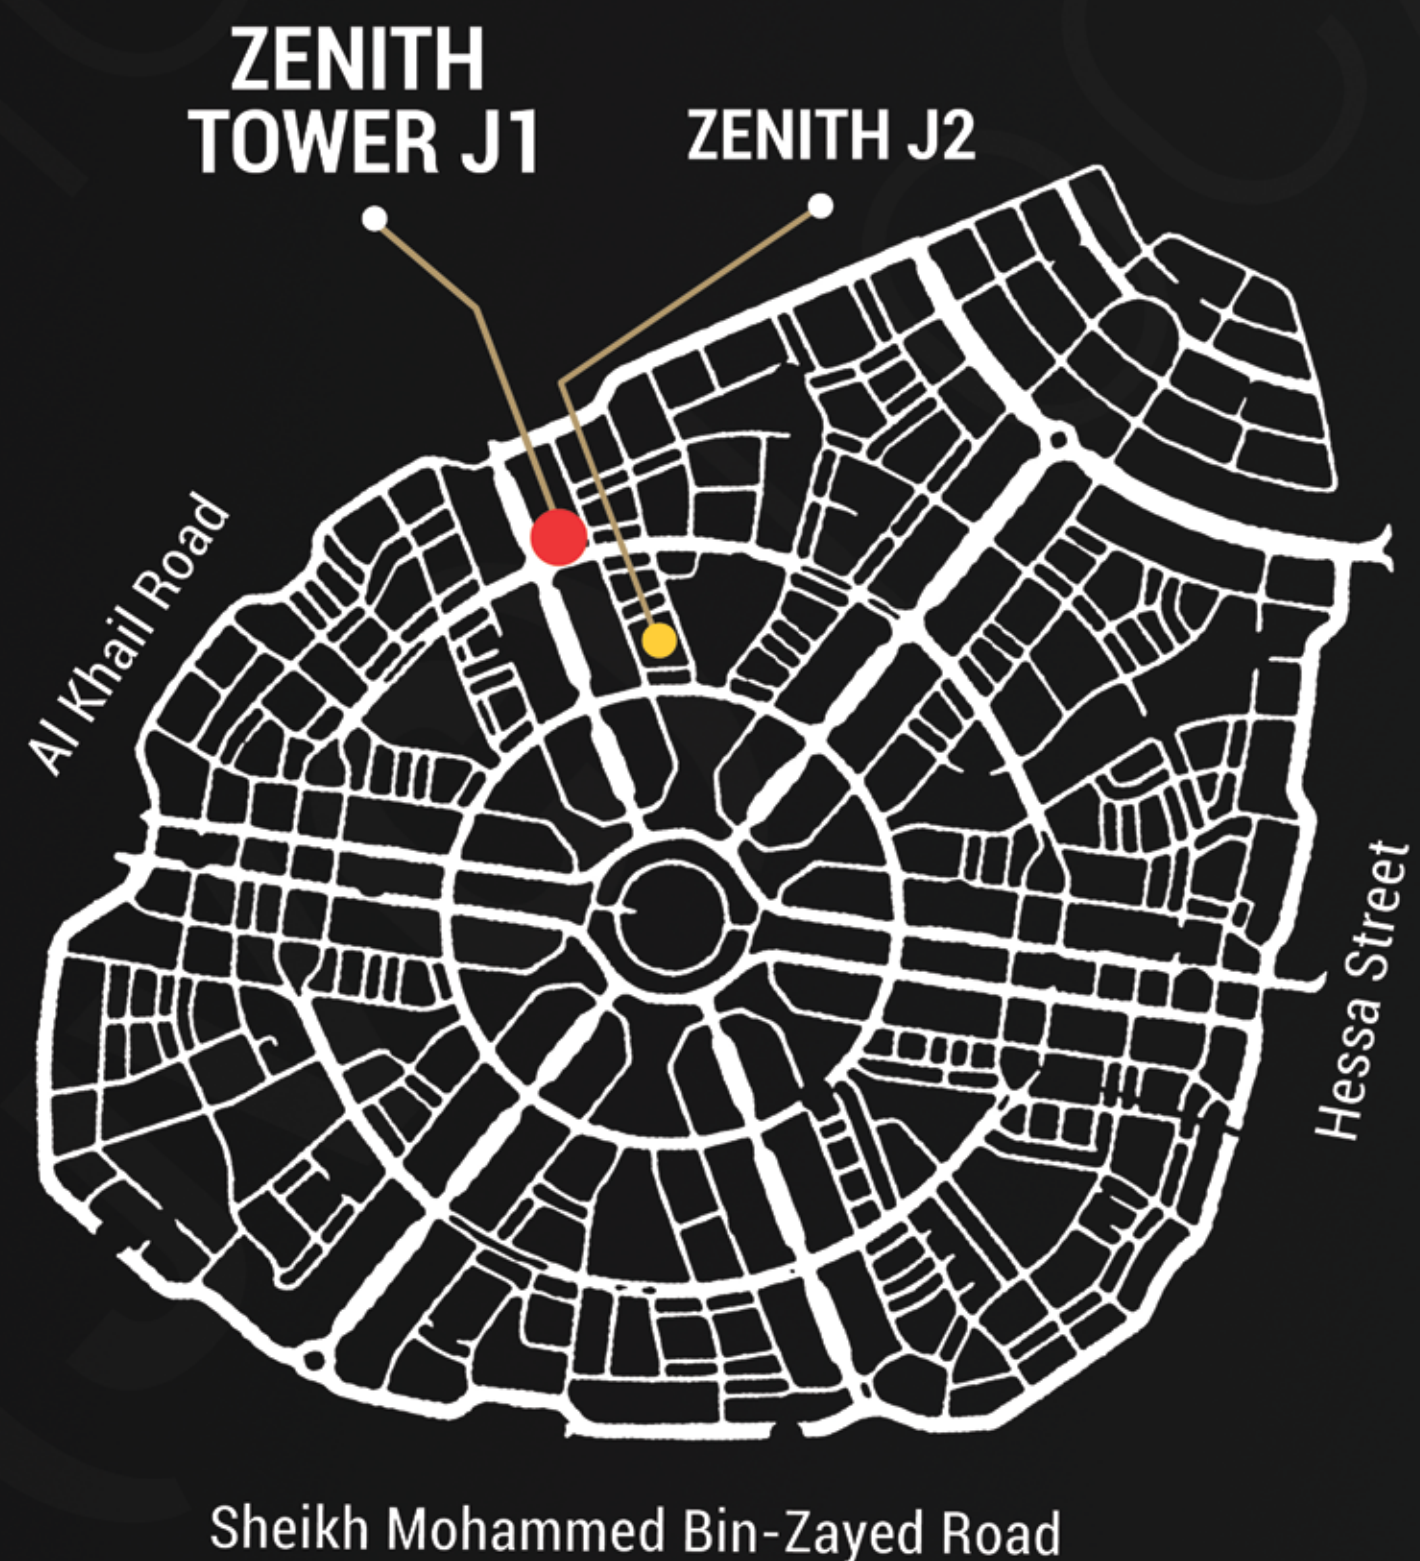 ZENITH
TOWER J1
ZENITH J2
Al Khail Road
Hessa Street
Sheikh Mohammed Bin-Zayed Road